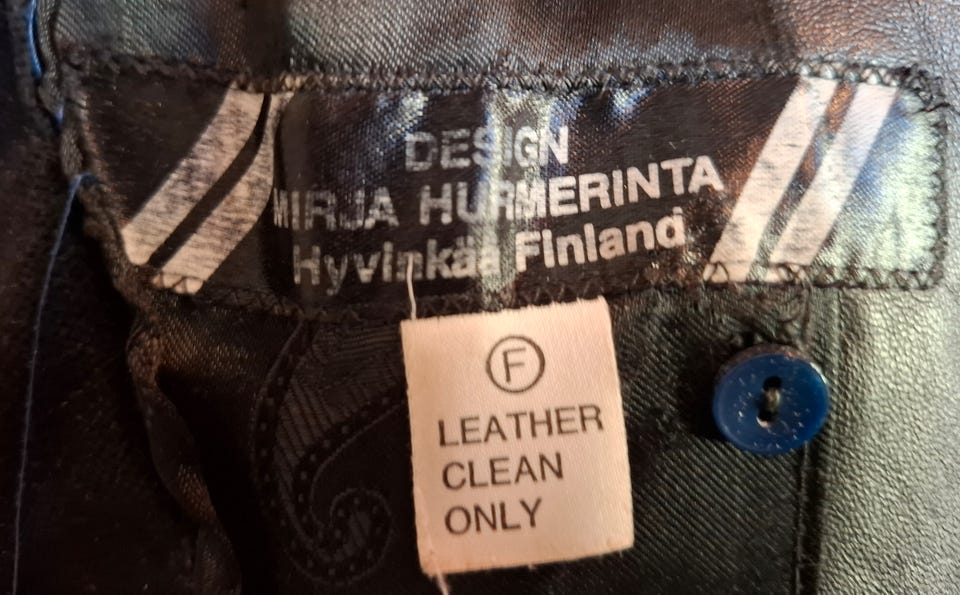 DESIGN
MIRJA HURMERINTA
Hyvinkää Finland
F
LEATHER
CLEAN
ONLY